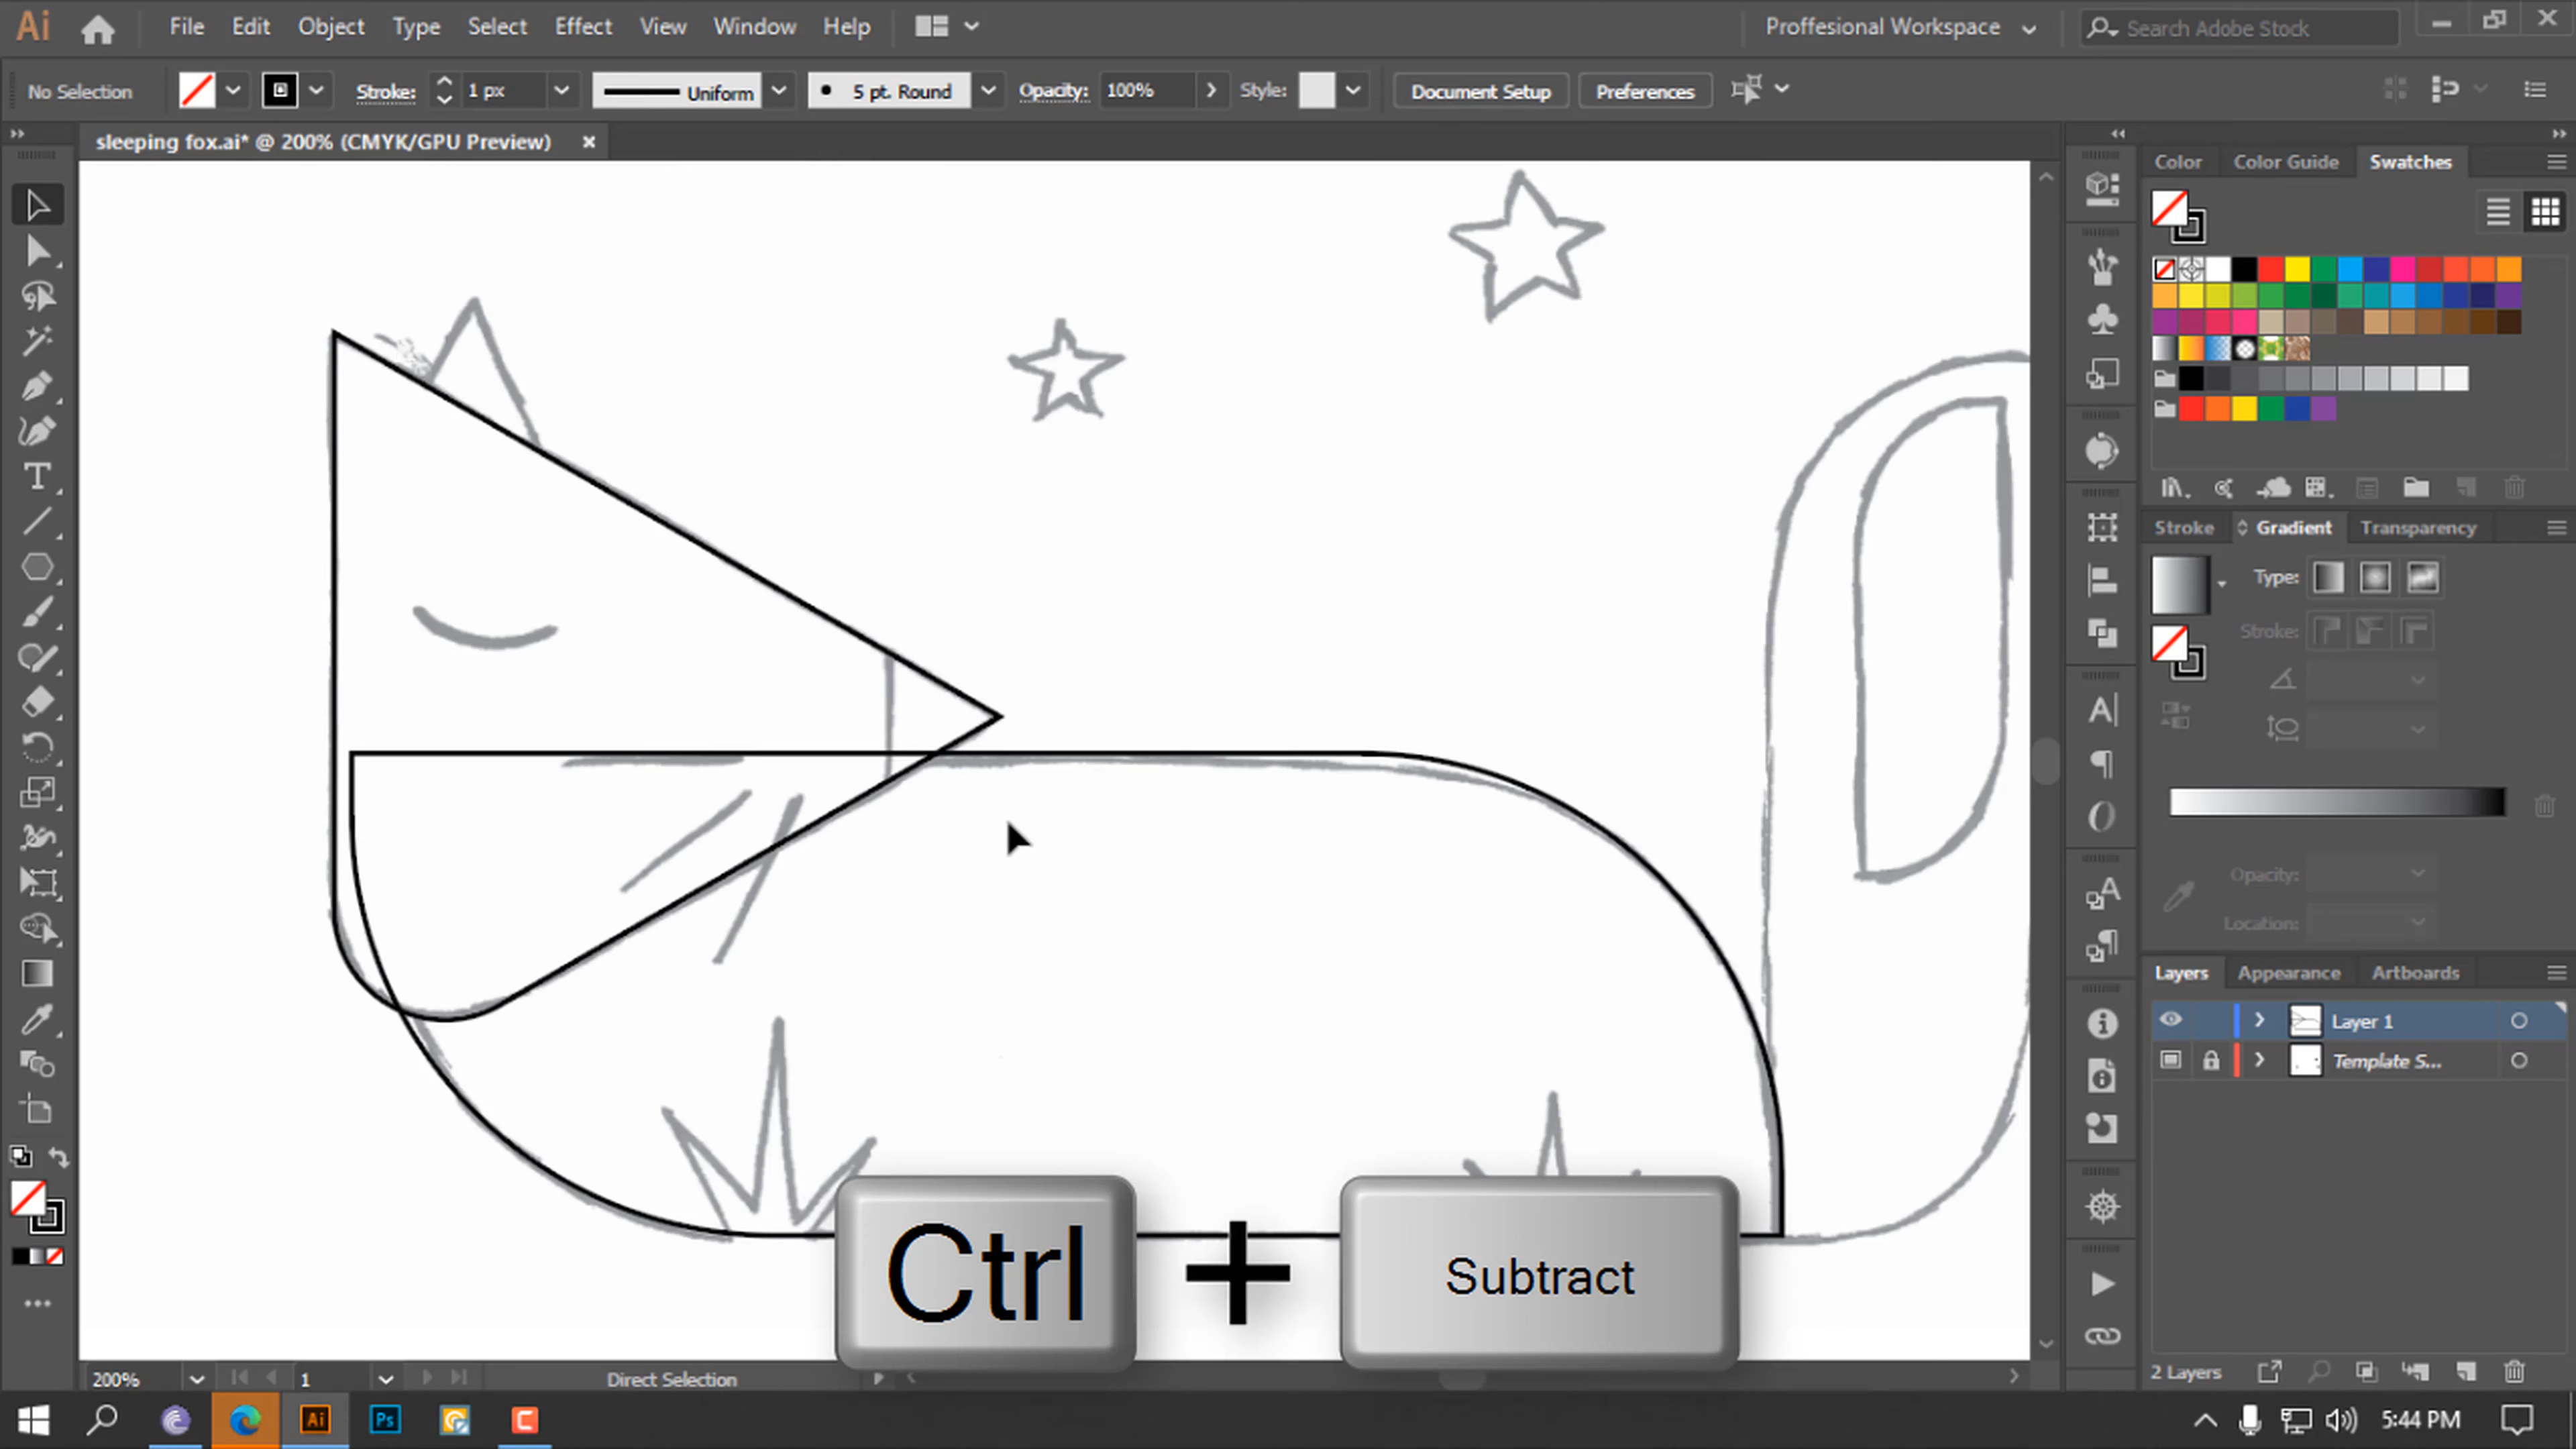 Ai File Edit Object Type Select Effect View Window Help Proffesional Workspace Search Adobe Stock
No Selection Stroke: 1 px Uniform 5 pt. Round Opacity: 100% Style: Document Setup Preferences
sleeping fox.ai* @ 200% (CMYK/GPU Preview)
Color Color Guide Swatches
Stroke Gradient Transparency
Type:
Stroke:
Opacity:
Location:
Layers Appearance Artboards
Layer 1
Template S...
2 Layers
Ctrl + Subtract
200% 1 Direct Selection
Ai Ps 5:44 PM